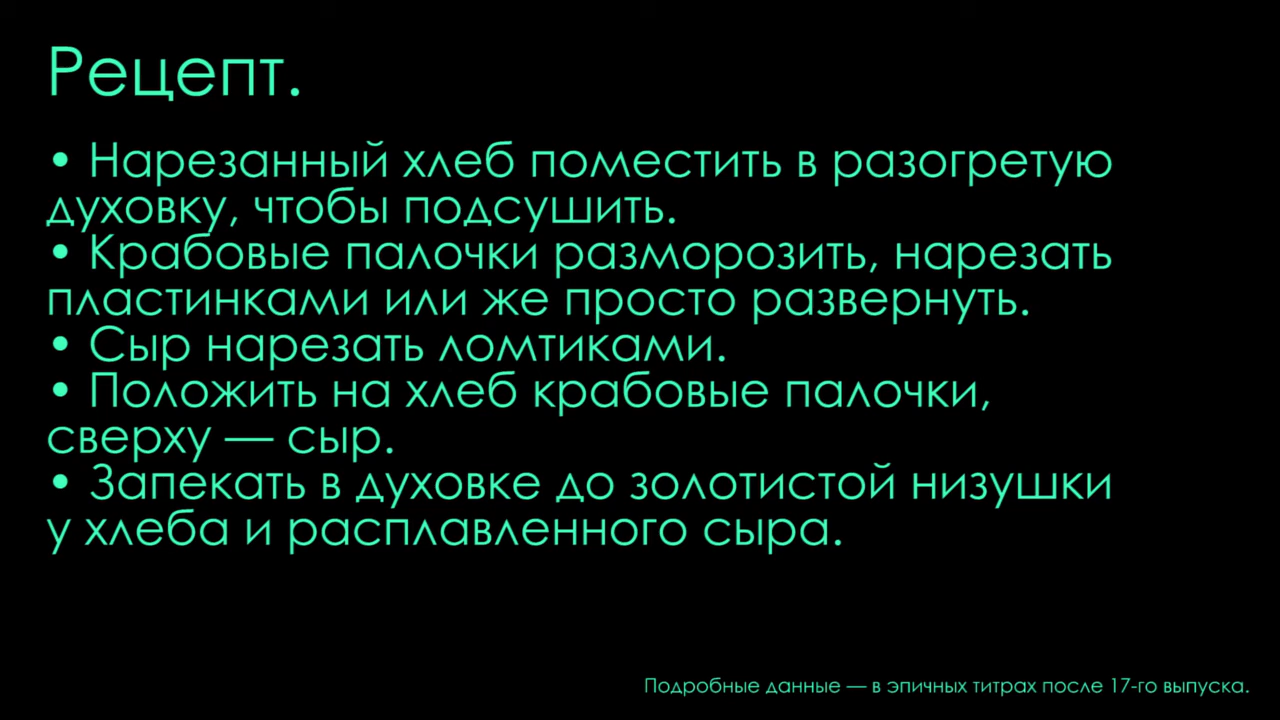 Рецепт.
• Нарезанный хлеб поместить в разогретую
духовку, чтобы подсушить.
• Крабовые палочки разморозить, нарезать
пластинками или же просто развернуть.
• Сыр нарезать ломтиками.
• Положить на хлеб крабовые палочки,
сверху — сыр.
• Запекать в духовке до золотистой низушки
у хлеба и расплавленного сыра.
Подробные данные — в эпичных титрах после 17-го выпуска.